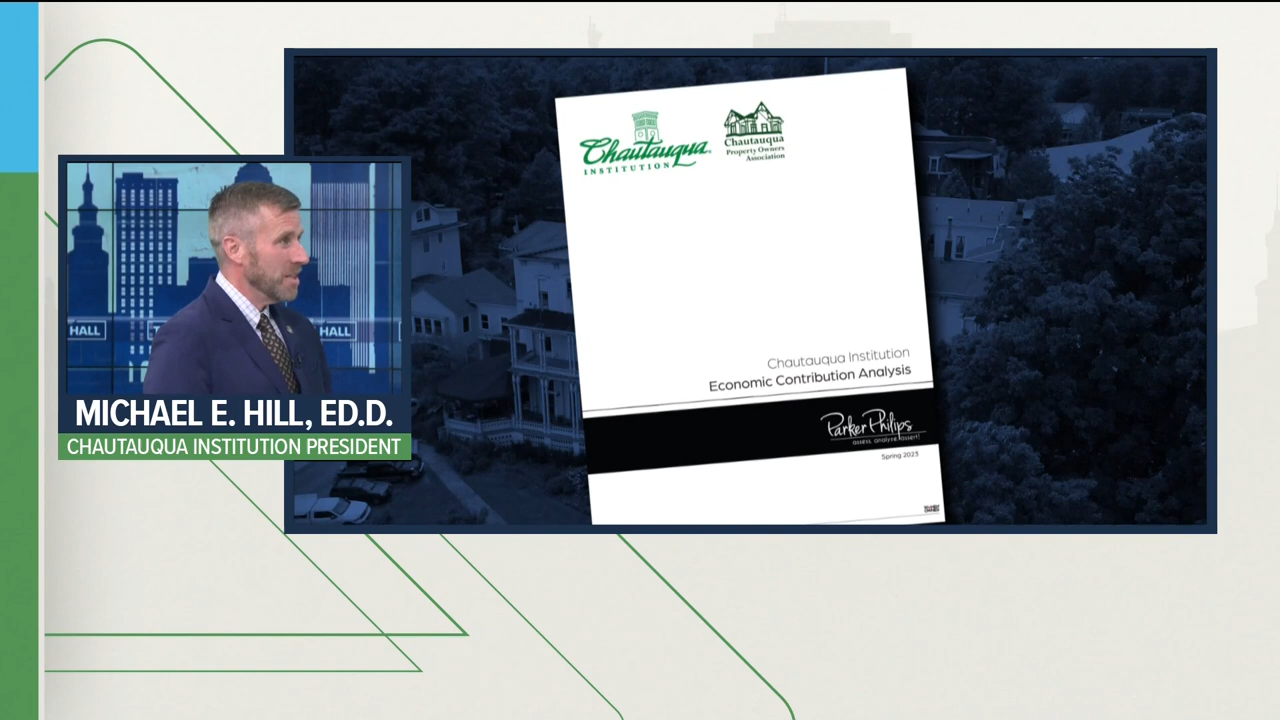 Chautauqua
INSTITUTION
Chautauqua
Property Owners
Association
Chautauqua Institution
Economic Contribution Analysis
Parker Philips
assess. analyze. assert!
Spring 2023
HALL
HALL
MICHAEL E. HILL, ED.D.
CHAUTAUQUA INSTITUTION PRESIDENT